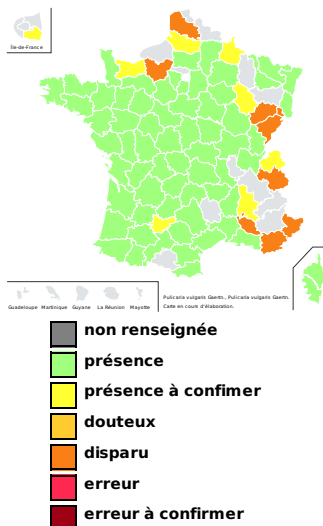 Île-de-France
Guadeloupe Martinique Guyane La Réunion Mayotte
Pulicaria vulgaris Gaertn., Pulicaria vulgaris Gaertn.
Carte en cours d'élaboration.
non renseignée
présence
présence à confimer
douteux
disparu
erreur
erreur à confirmer